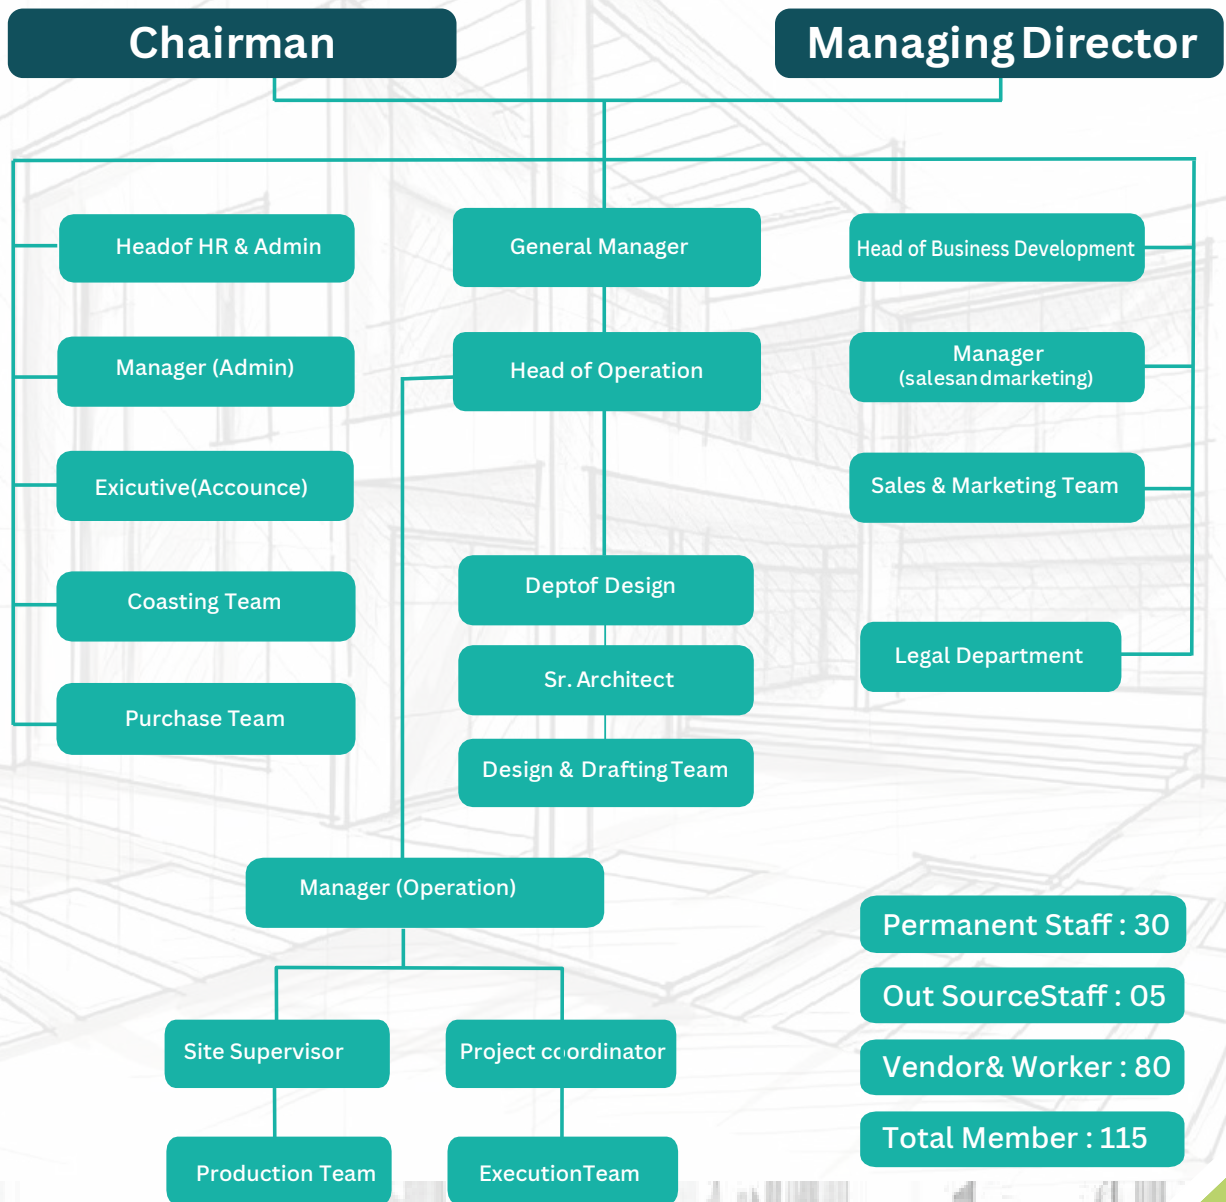 Chairman
Managing Director
Headof HR & Admin
General Manager
Head of Business Development
Manager (Admin)
Head of Operation
Manager
(salesandmarketing)
Exicutive(Accounce)
Sales & Marketing Team
Coasting Team
Deptof Design
Legal Department
Sr. Architect
Purchase Team
Design & Drafting Team
Manager (Operation)
Permanent Staff : 30
Out SourceStaff : 05
Site Supervisor
Project coordinator
Vendor& Worker : 80
Total Member : 115
Production Team
ExecutionTeam